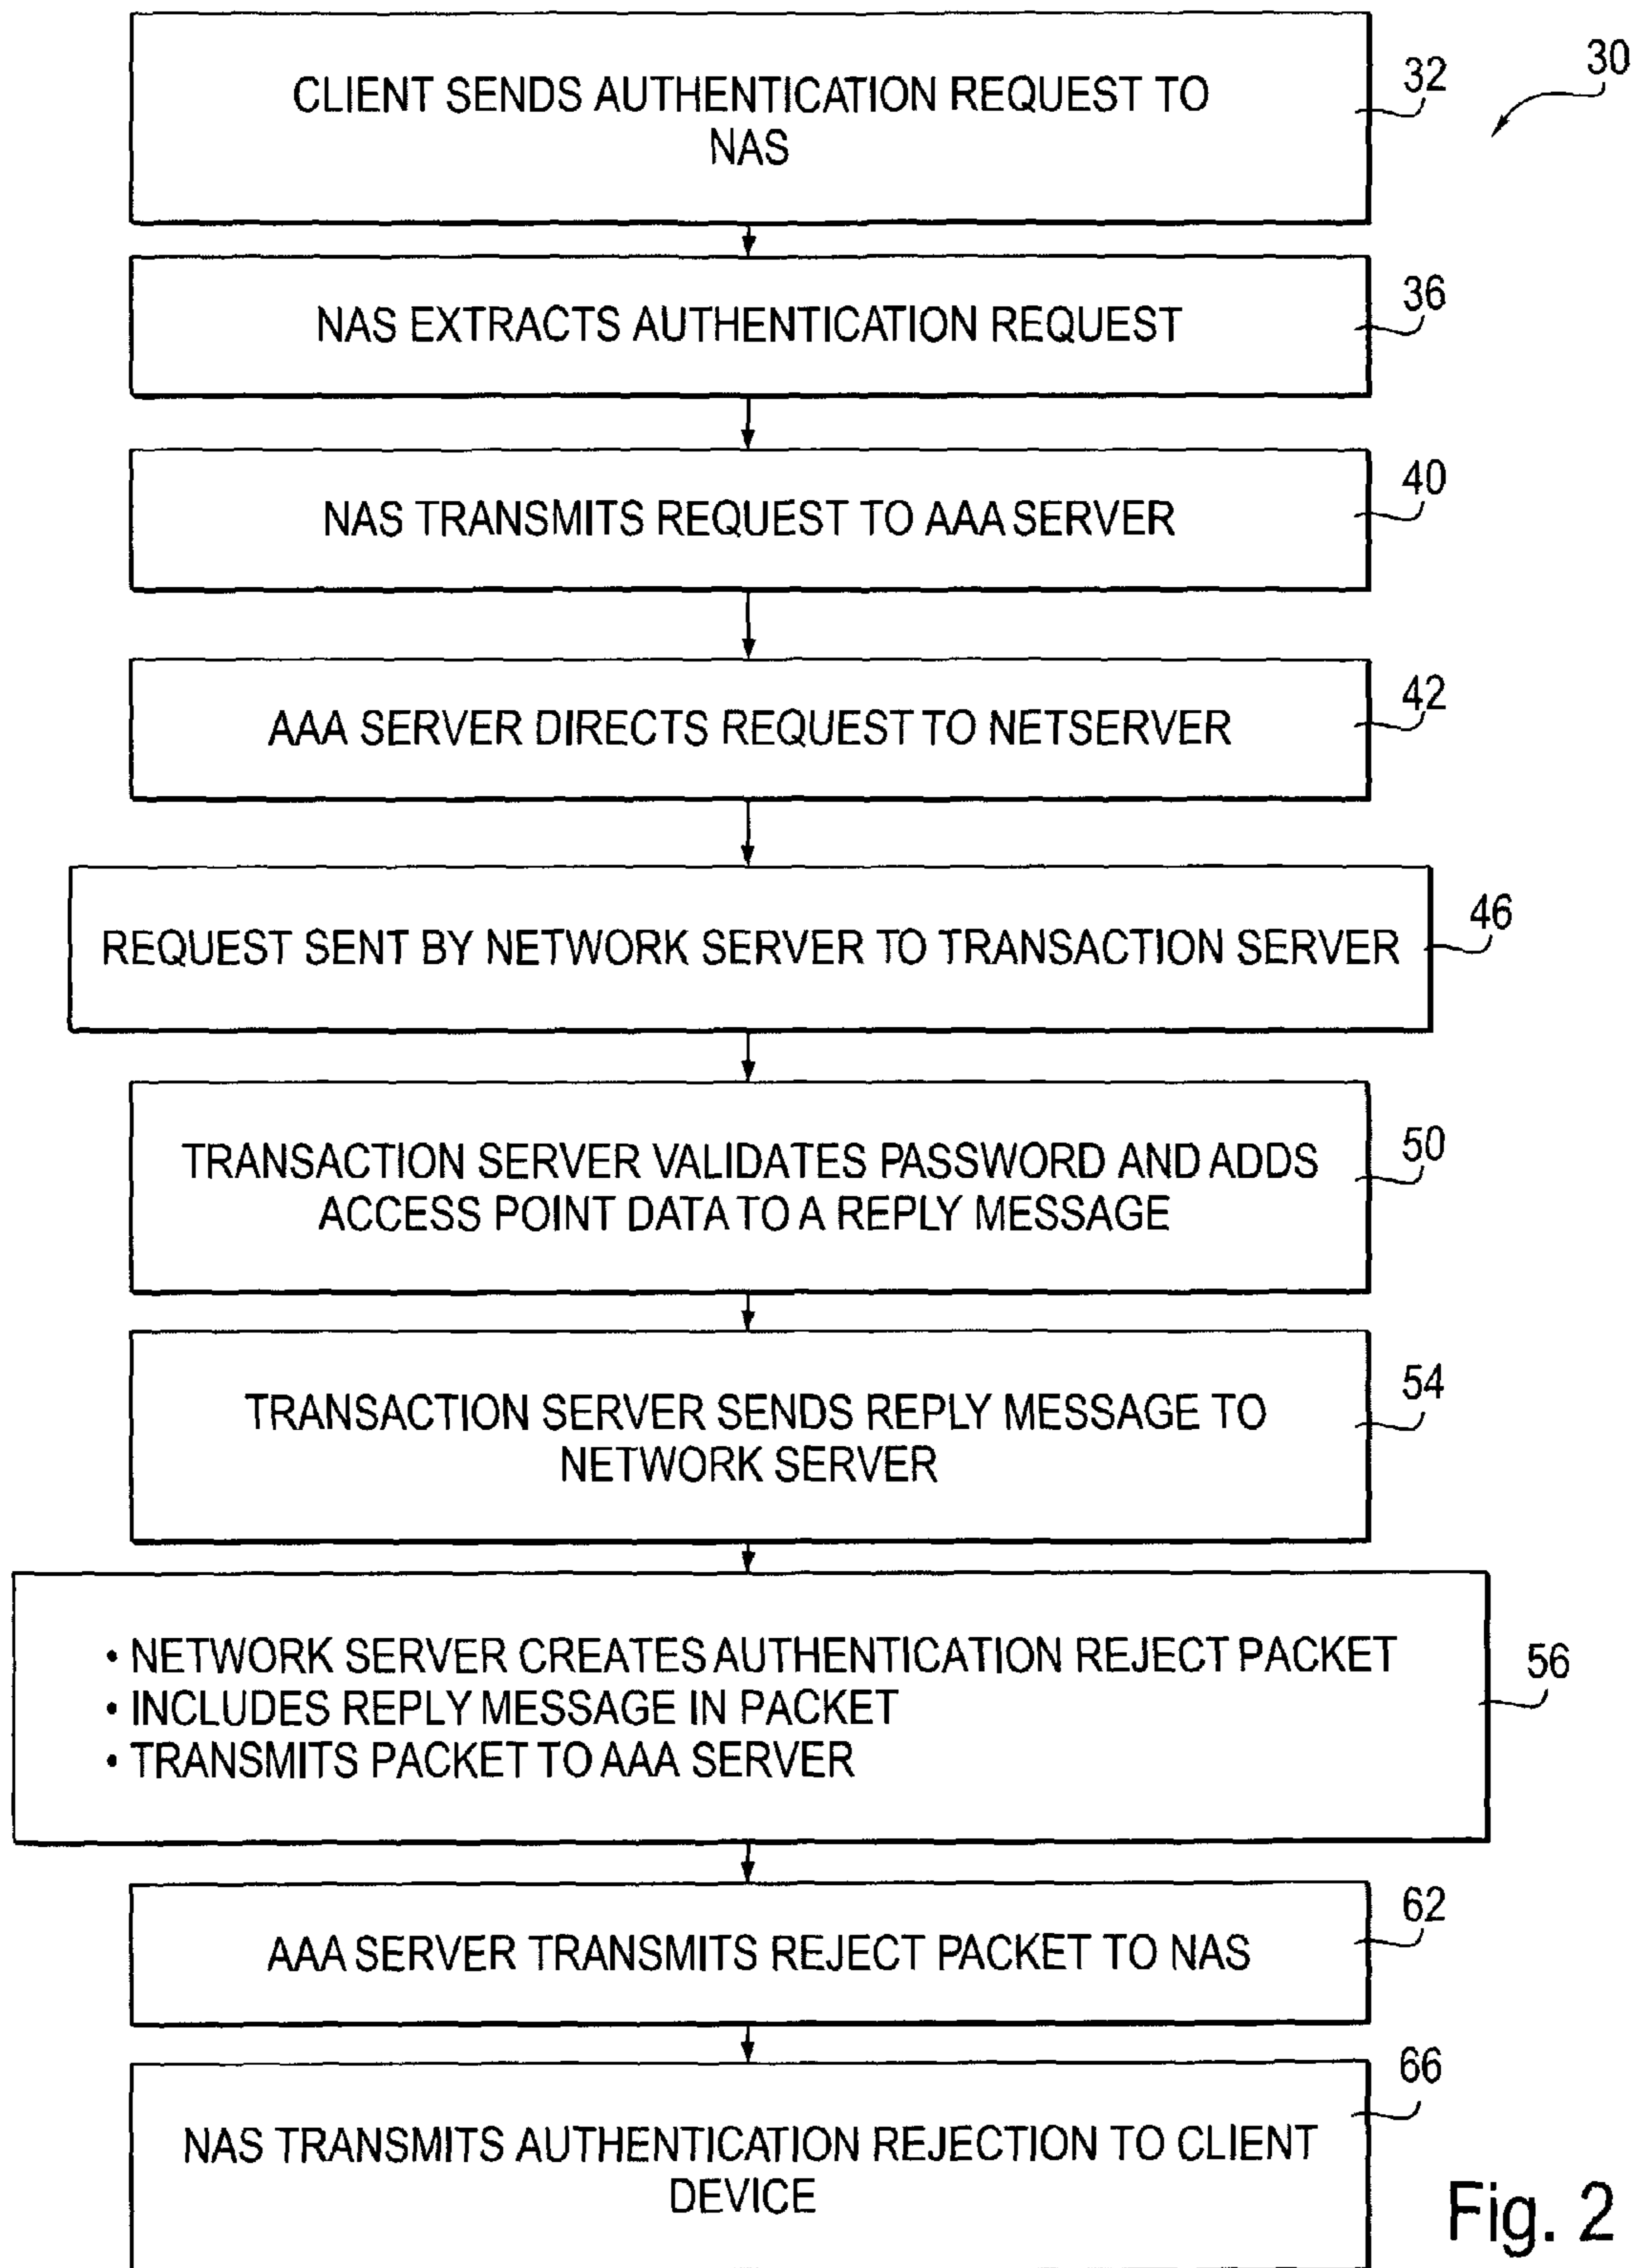 30
CLIENT SENDS AUTHENTICATION REQUEST TO
NAS
32
NAS EXTRACTS AUTHENTICATION REQUEST
36
NAS TRANSMITS REQUEST TO AAA SERVER
40
AAA SERVER DIRECTS REQUEST TO NETSERVER
42
REQUEST SENT BY NETWORK SERVER TO TRANSACTION SERVER
46
TRANSACTION SERVER VALIDATES PASSWORD AND ADDS
ACCESS POINT DATA TO A REPLY MESSAGE
50
TRANSACTION SERVER SENDS REPLY MESSAGE TO
NETWORK SERVER
54
• NETWORK SERVER CREATES AUTHENTICATION REJECT PACKET
• INCLUDES REPLY MESSAGE IN PACKET
• TRANSMITS PACKET TO AAA SERVER
56
AAA SERVER TRANSMITS REJECT PACKET TO NAS
62
NAS TRANSMITS AUTHENTICATION REJECTION TO CLIENT
DEVICE
66
Fig. 2